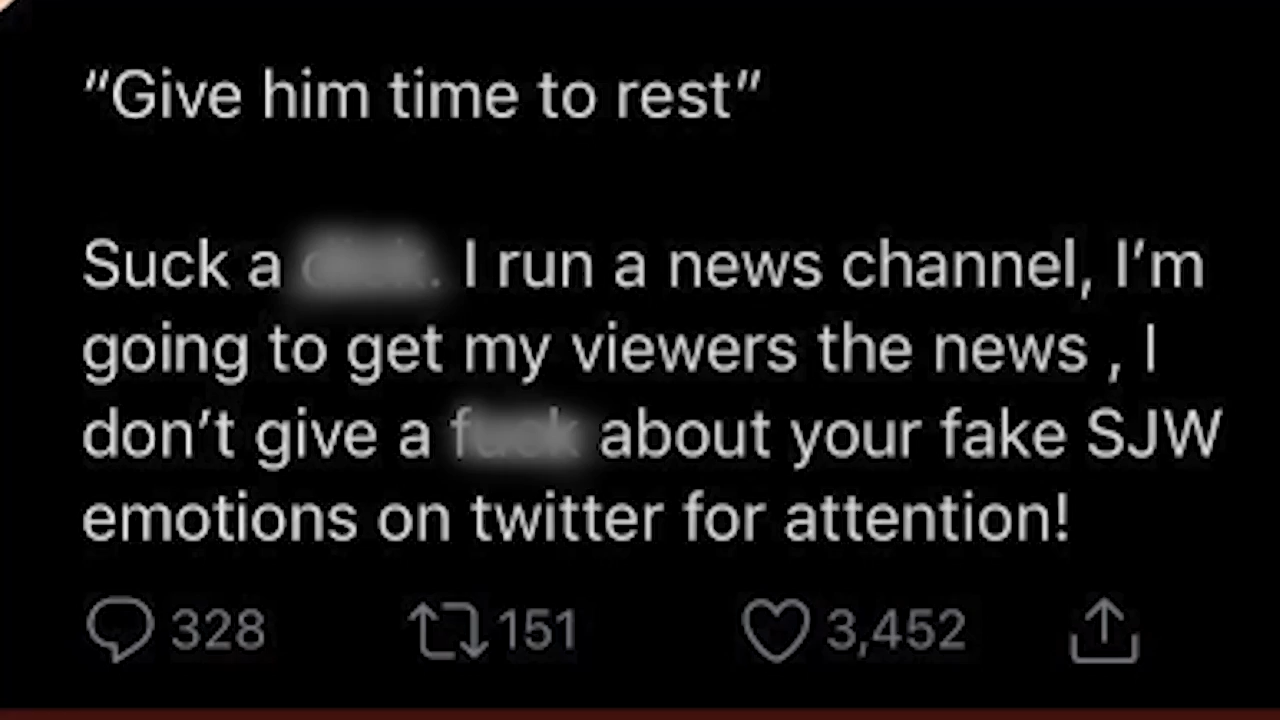 “Give him time to rest”
Suck a . I run a news channel, I’m
going to get my viewers the news , I
don’t give a fuck about your fake SJW
emotions on twitter for attention!
328 151 3,452